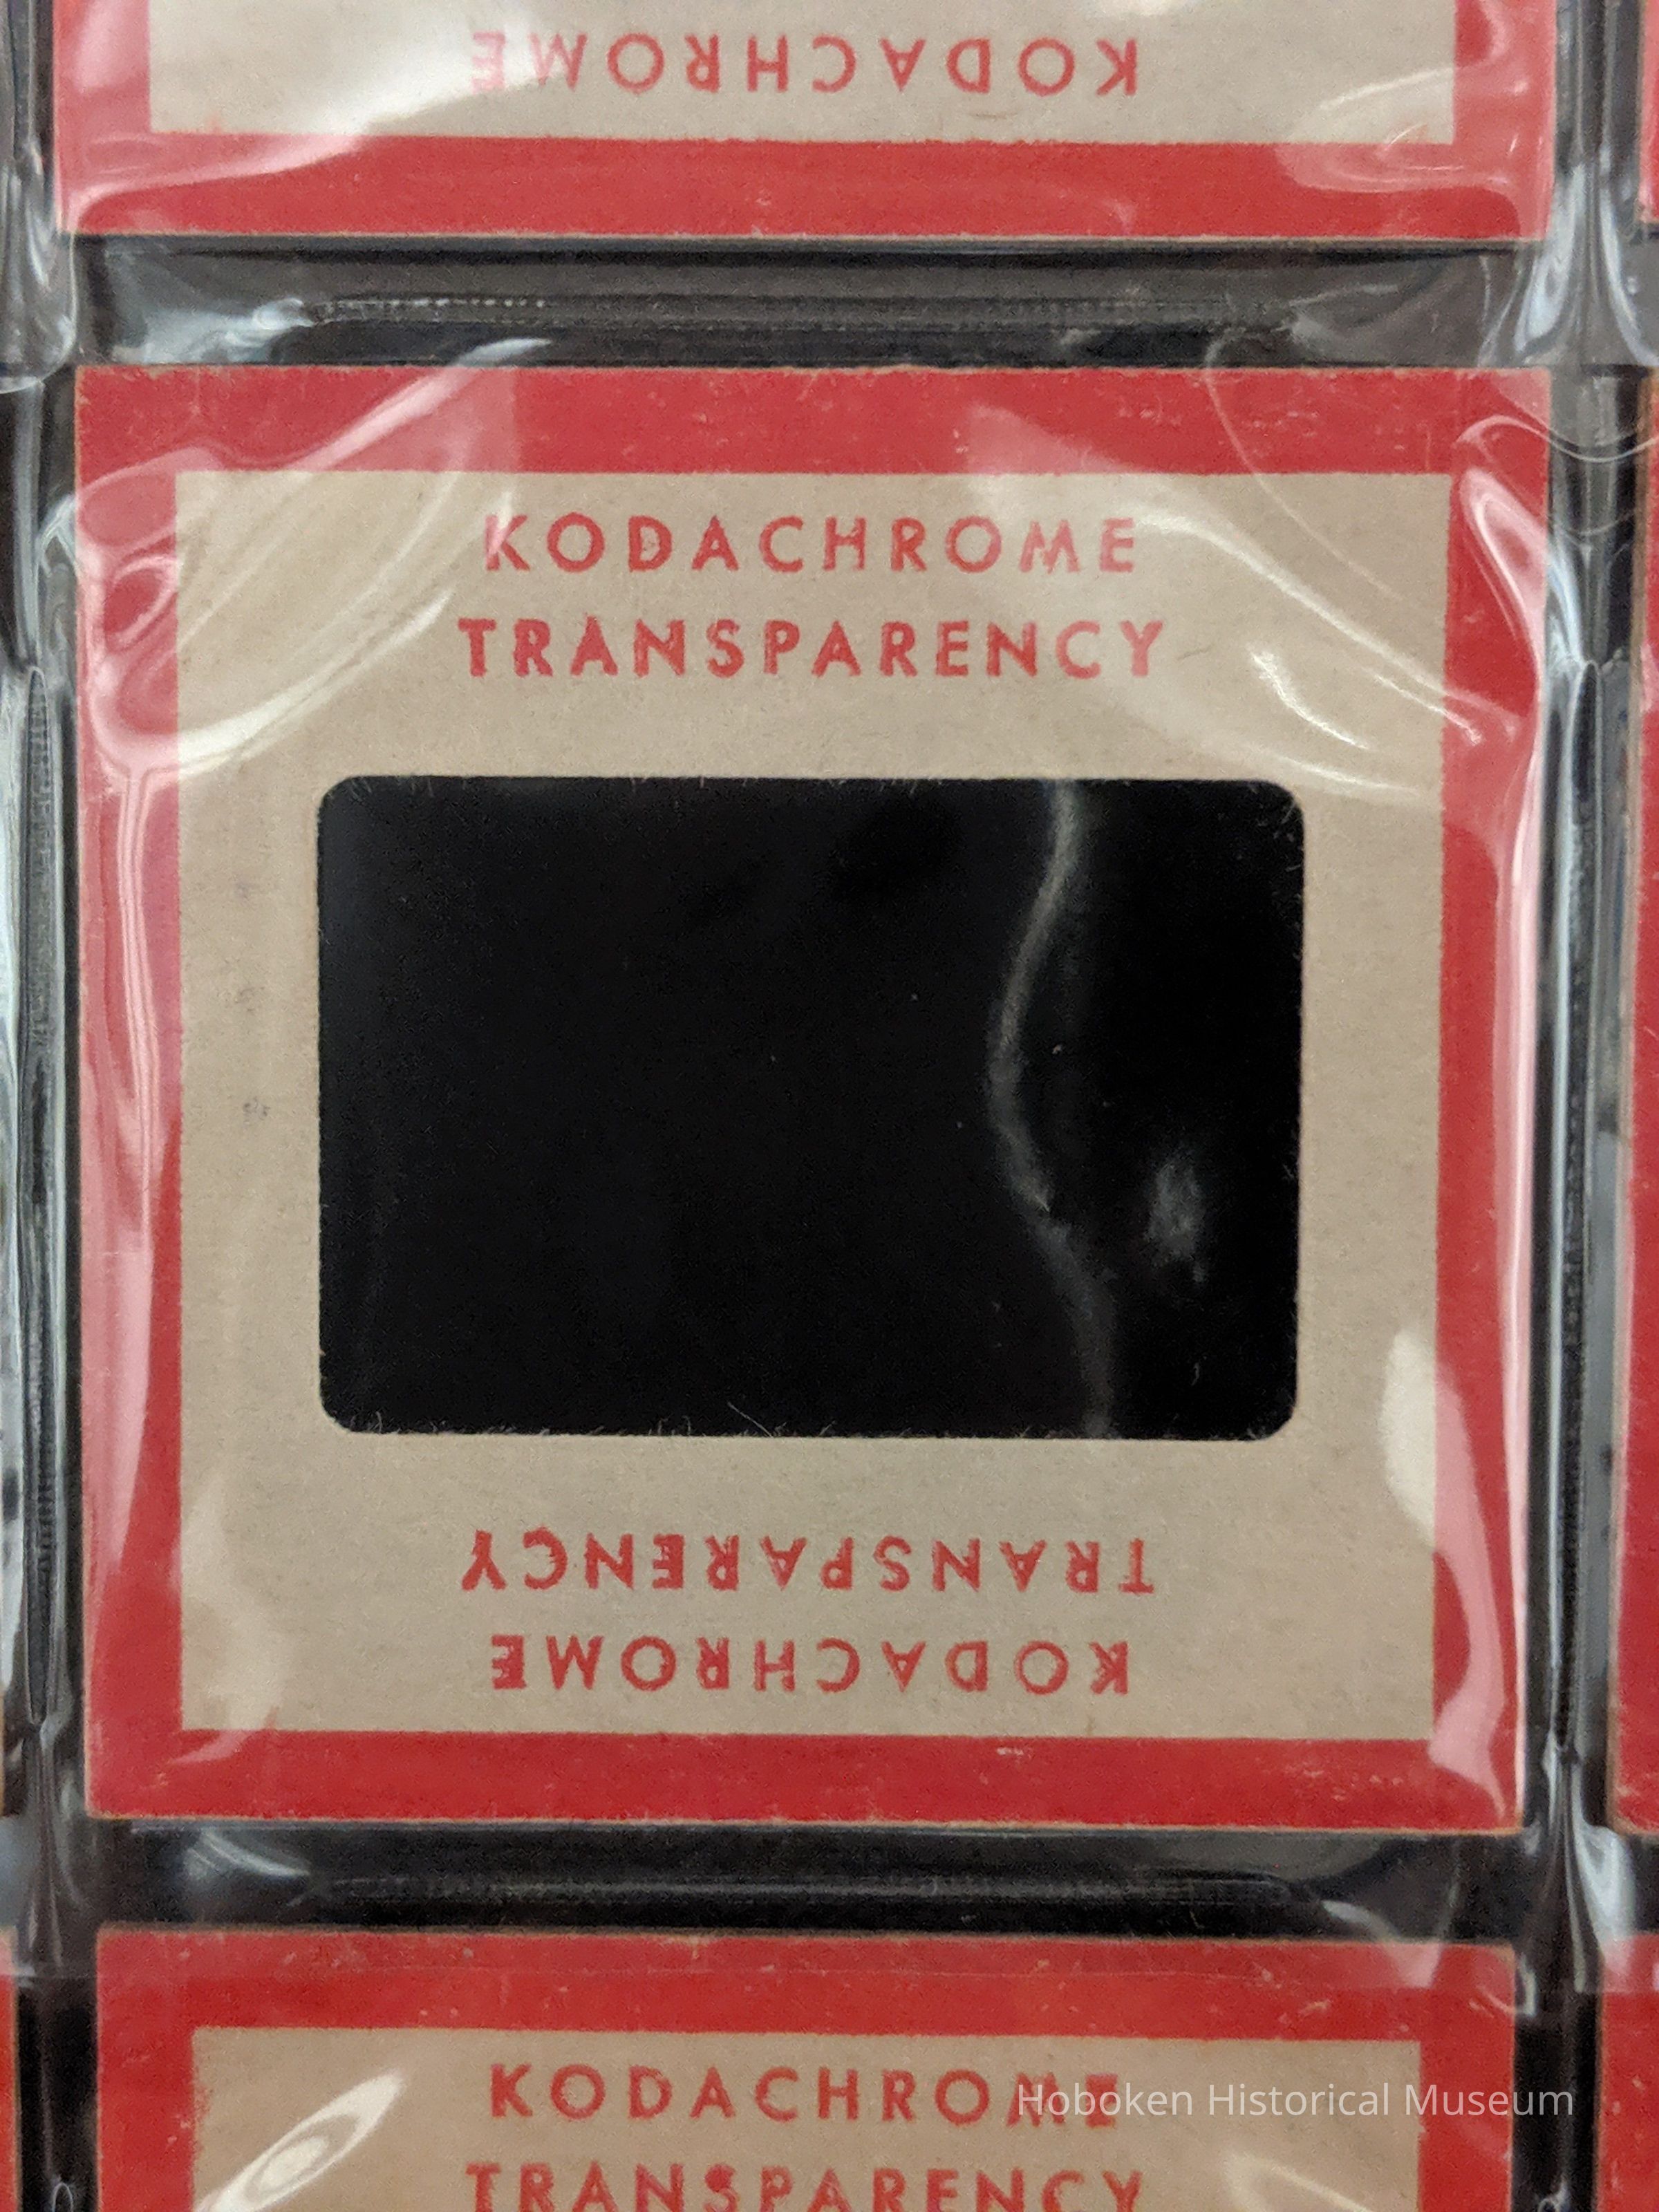 KODACHROME
KODACHROME
TRANSPARENCY
TRANSPARENCY
KODACHROME
KODACHROME
TRANSPARENCY
Hoboken Historical Museum